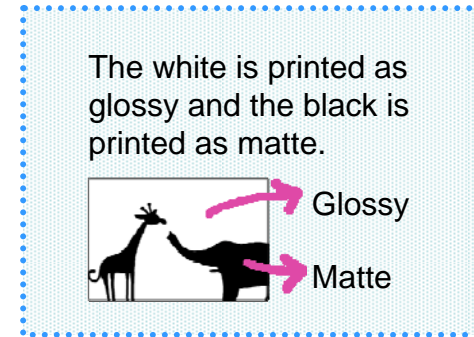 The white is printed as
glossy and the black is
printed as matte.
Glossy
Matte